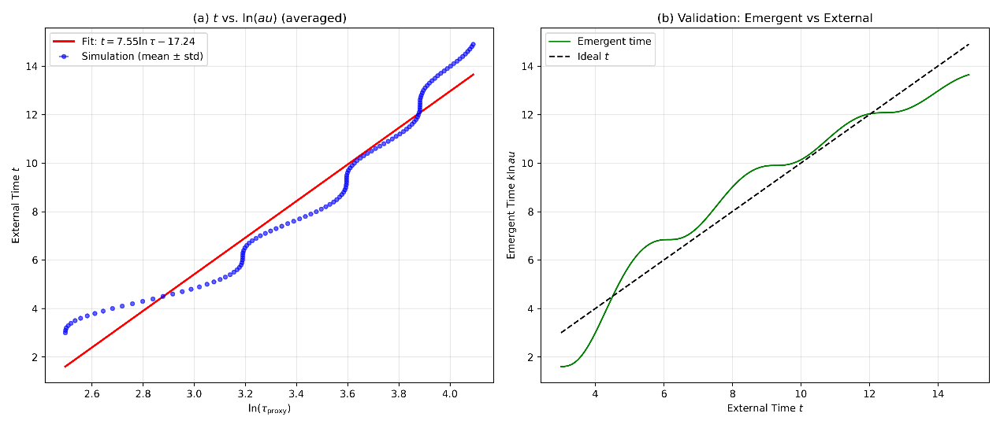 (a) t vs. ln(au) (averaged)
Fit: t = 7.55ln τ − 17.24
Simulation (mean ± std)
External Time t
14
12
10
8
6
4
2
2.6 2.8 3.0 3.2 3.4 3.6 3.8 4.0
ln(τproxy)
(b) Validation: Emergent vs External
Emergent time
Ideal t
Emergent Time kln au
14
12
10
8
6
4
2
4 6 8 10 12 14
External Time t